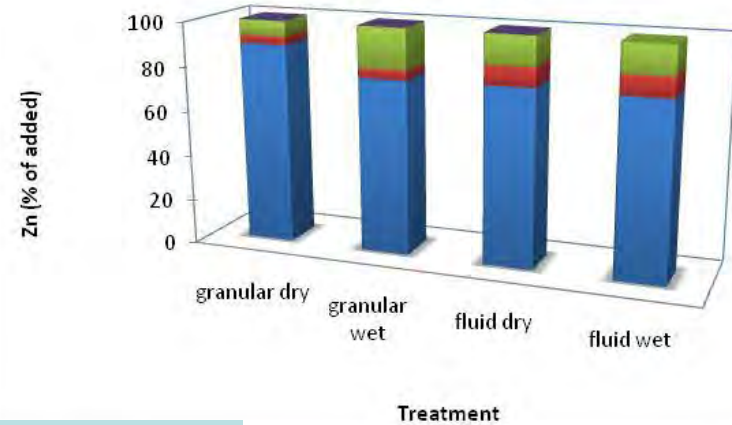 Zn (% of added)
100
80
60
40
20
0
granular dry
granular
wet
fluid dry
fluid wet
Treatment